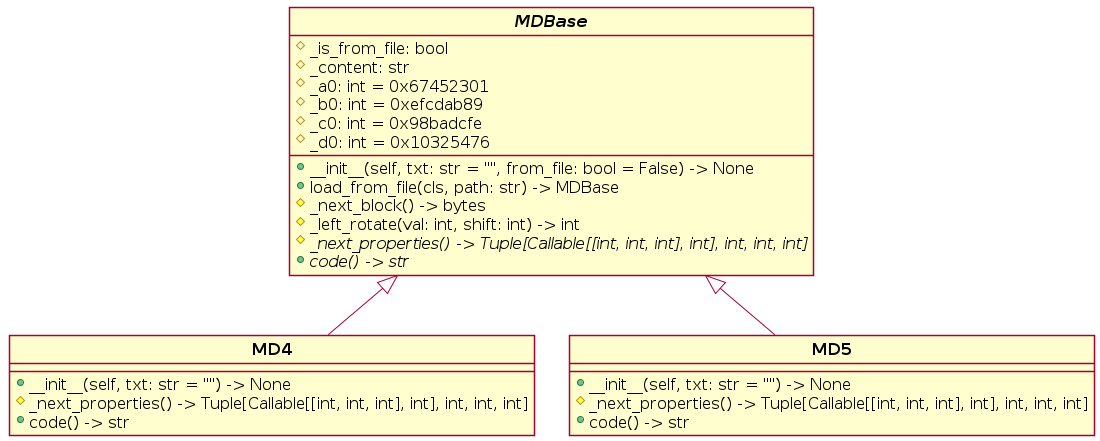 MDBase
_is_from_file: bool
_content: str
_a0: int = 0x67452301
_b0: int = 0xefcdab89
_c0: int = 0x98badcfe
_d0: int = 0x10325476
__init__(self, txt: str = "", from_file: bool = False) -> None
load_from_file(cls, path: str) -> MDBase
_next_block() -> bytes
_left_rotate(val: int, shift: int) -> int
_next_properties() -> Tuple[Callable[[int, int, int], int], int, int, int]
code() -> str
MD4
__init__(self, txt: str = "") -> None
_next_properties() -> Tuple[Callable[[int, int, int], int], int, int, int]
code() -> str
MD5
__init__(self, txt: str = "") -> None
_next_properties() -> Tuple[Callable[[int, int, int], int], int, int, int]
code() -> str